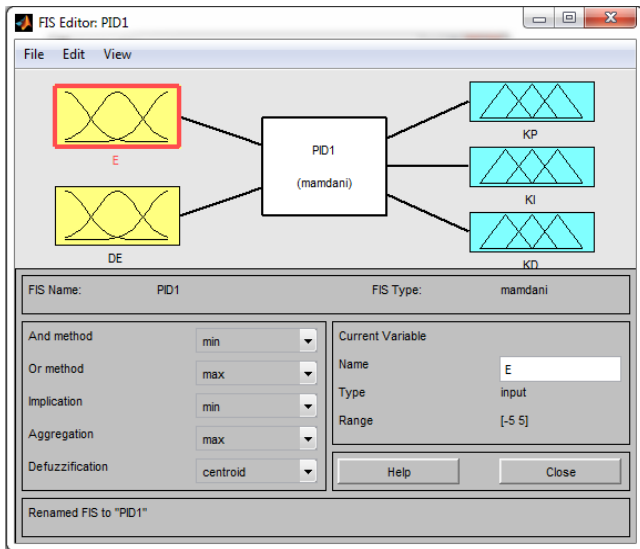 FIS Editor: PID1
File Edit View
E
DE
PID1
(mamdani)
KP
KI
KD
FIS Name: PID1 FIS Type: mamdani
And method min
Or method max
Implication min
Aggregation max
Defuzzification centroid
Current Variable
Name E
Type input
Range [-5 5]
Help Close
Renamed FIS to "PID1"